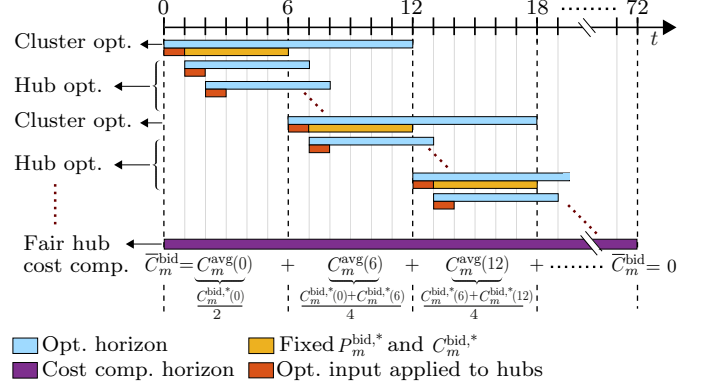 0 6 12 18 ········ 72
t
Cluster opt.
Hub opt.
Cluster opt.
Hub opt.
Fair hub
cost comp.
C̅_m^bid = C_m^avg(0) + C_m^avg(6) + C_m^avg(12) + ········ C̅_m^bid = 0
C_m^{bid,*}(0)/2 C_m^{bid,*}(0)+C_m^{bid,*}(6)/4 C_m^{bid,*}(6)+C_m^{bid,*}(12)/4
Opt. horizon Fixed P_m^{bid,*} and C_m^{bid,*}
Cost comp. horizon Opt. input applied to hubs